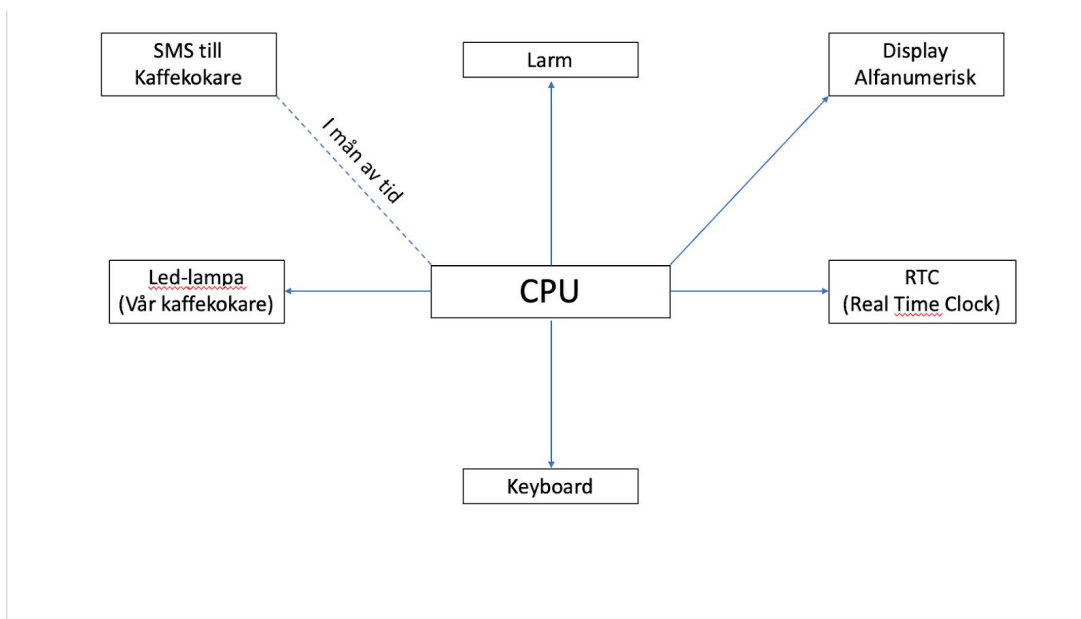 SMS till
Kaffekokare
Larm
Display
Alfanumerisk
I mån av tid
Led-lampa
(Vår kaffekokare)
CPU
RTC
(Real Time Clock)
Keyboard